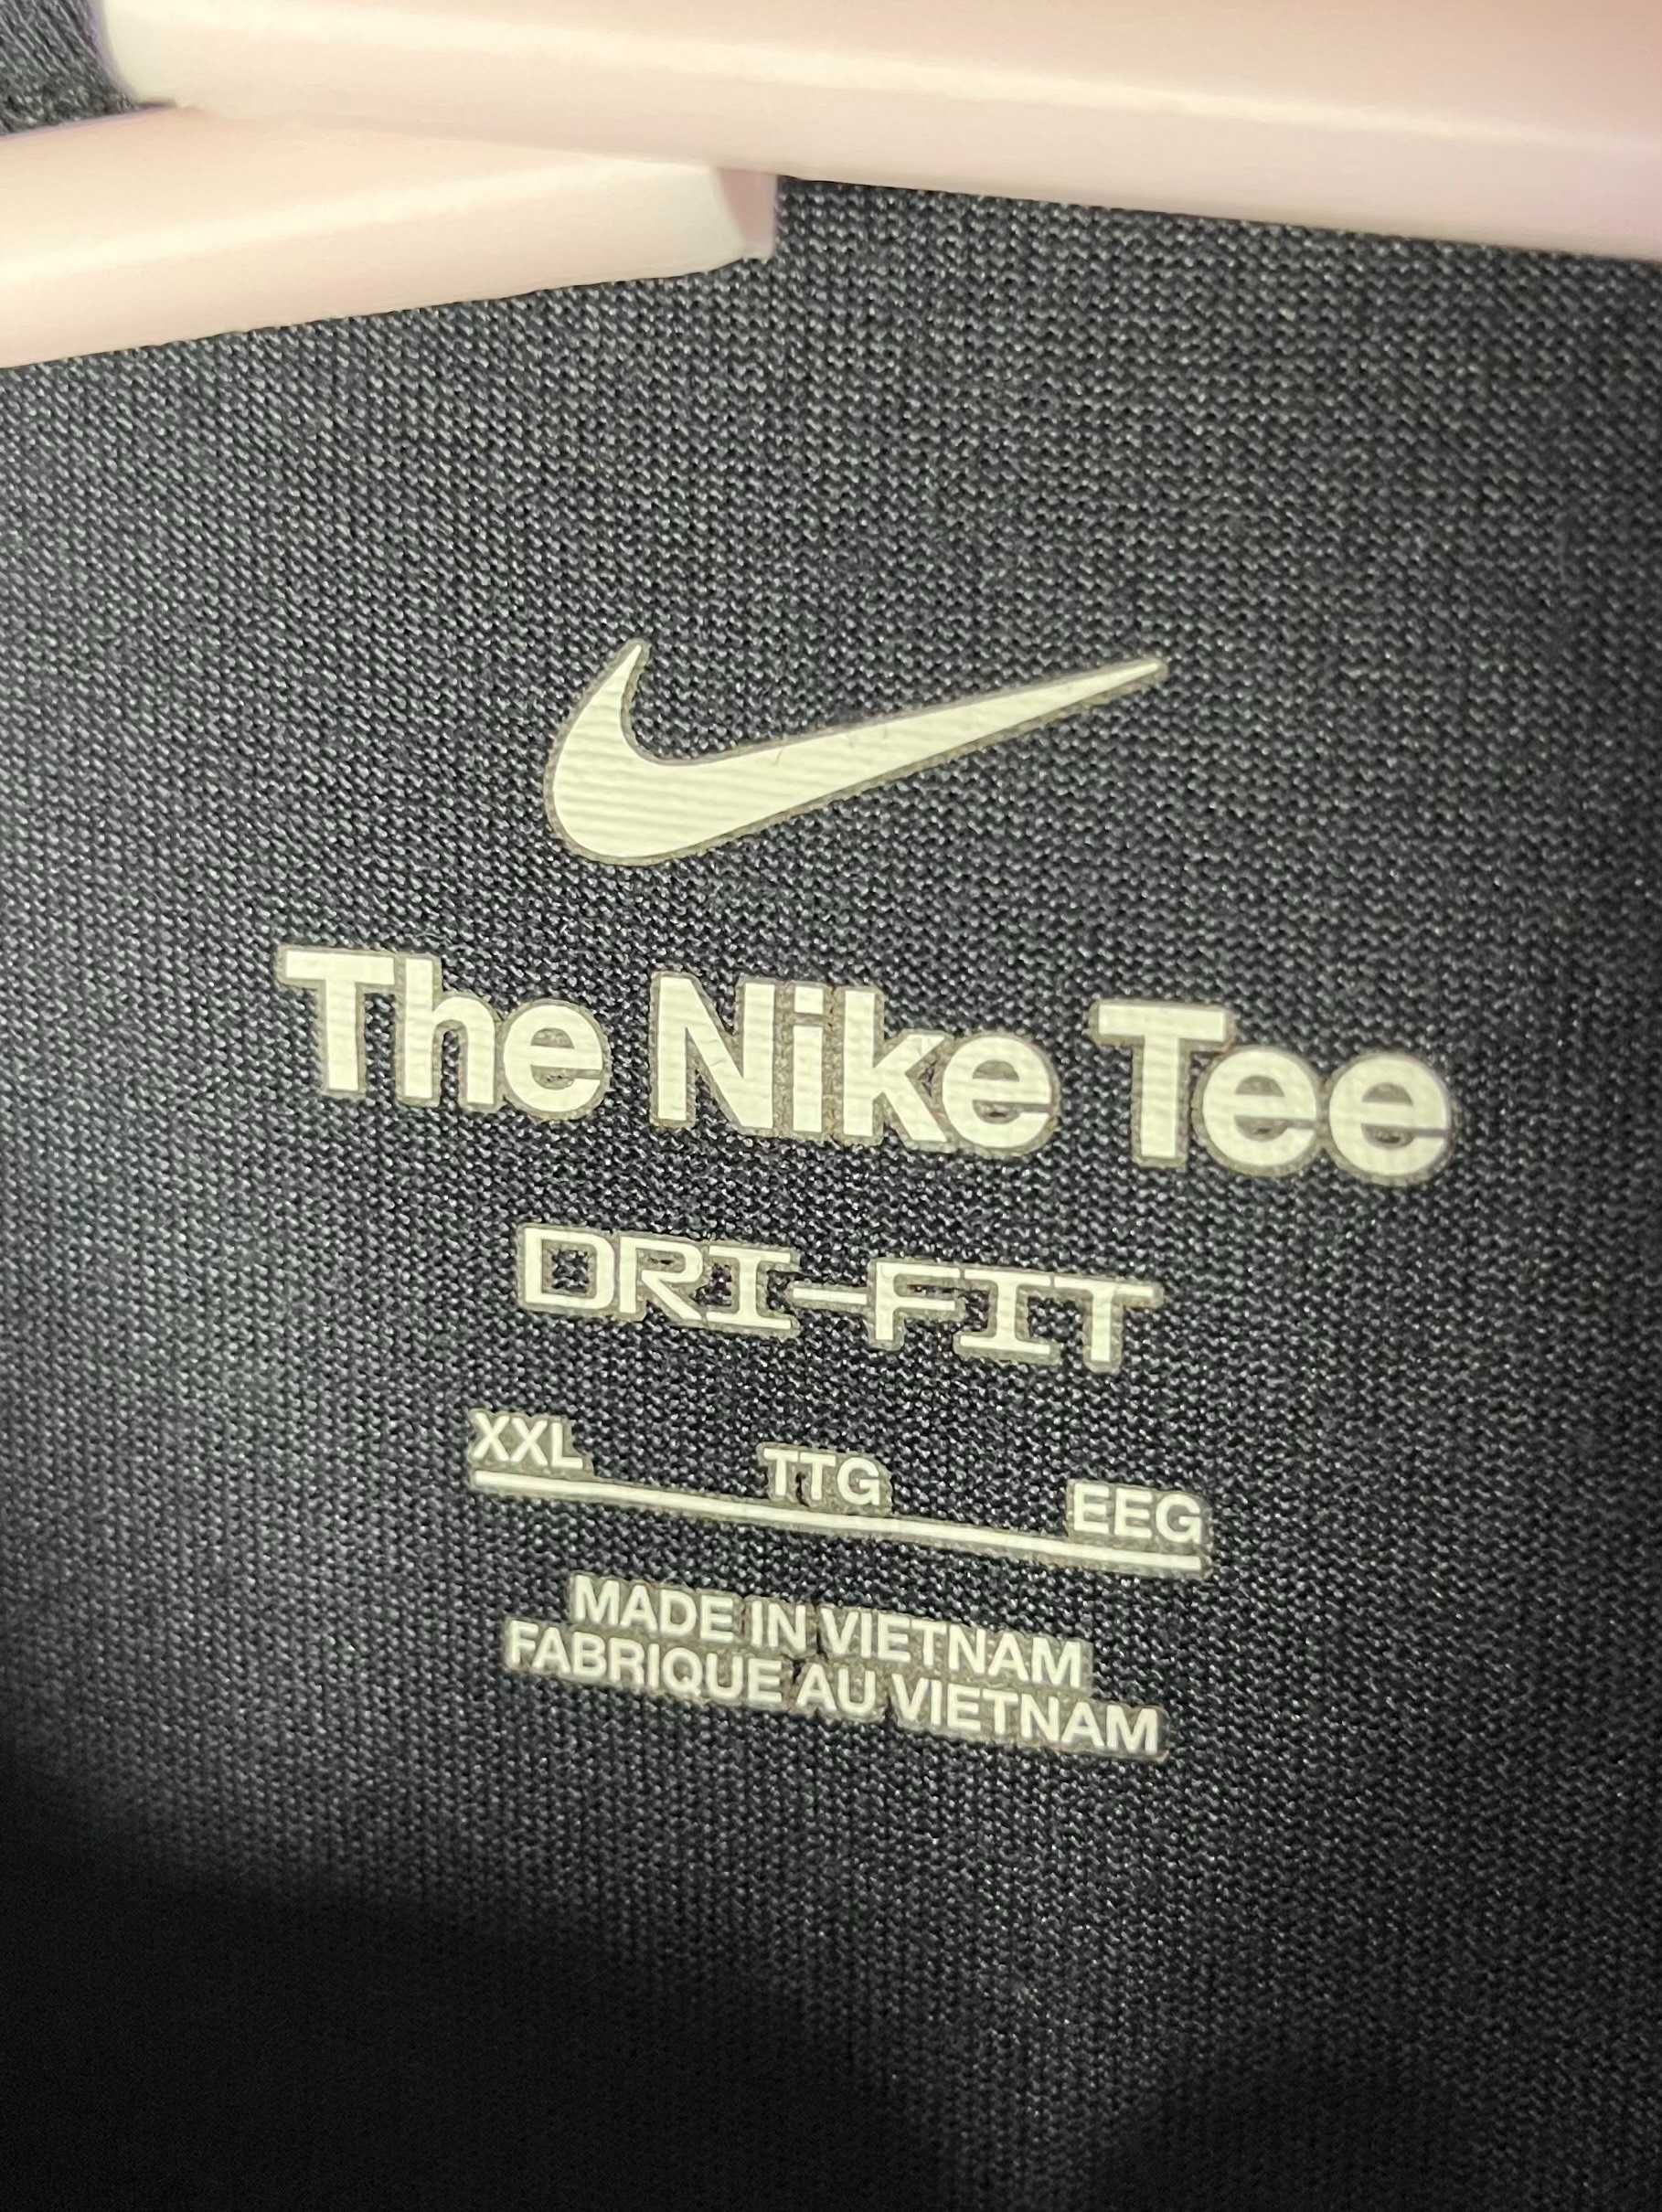 The Nike Tee
DRI-FIT
XXL TTG EEG
MADE IN VIETNAM
FABRIQUE AU VIETNAM